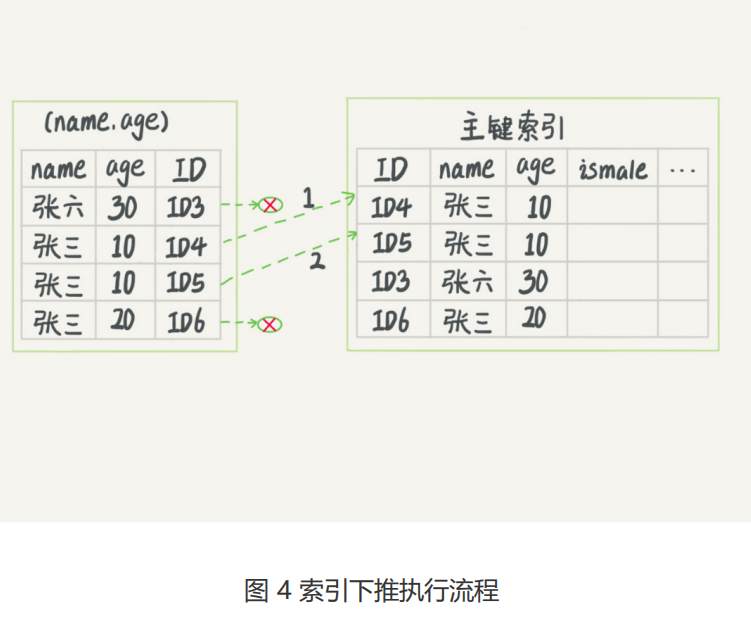 (name.age)
name age ID
张六 30 ID3
张三 10 ID4
张三 10 ID5
张三 20 ID6
1
2
主键索引
ID name age ismale ...
ID4 张三 10
ID5 张三 10
ID3 张六 30
ID6 张三 20
图 4 索引下推执行流程